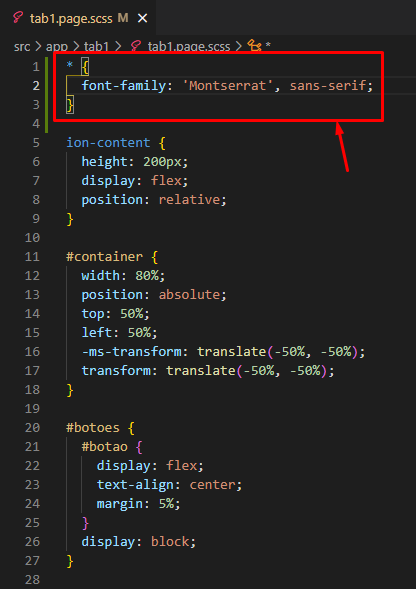 tab1.page.scss M X
src > app > tab1 > tab1.page.scss > *
1 * {
2 font-family: 'Montserrat', sans-serif;
3 }
4
5 ion-content {
6 height: 200px;
7 display: flex;
8 position: relative;
9 }
10
11 #container {
12 width: 80%;
13 position: absolute;
14 top: 50%;
15 left: 50%;
16 -ms-transform: translate(-50%, -50%);
17 transform: translate(-50%, -50%);
18 }
19
20 #botoes {
21 #botao {
22 display: flex;
23 text-align: center;
24 margin: 5%;
25 }
26 display: block;
27 }
28